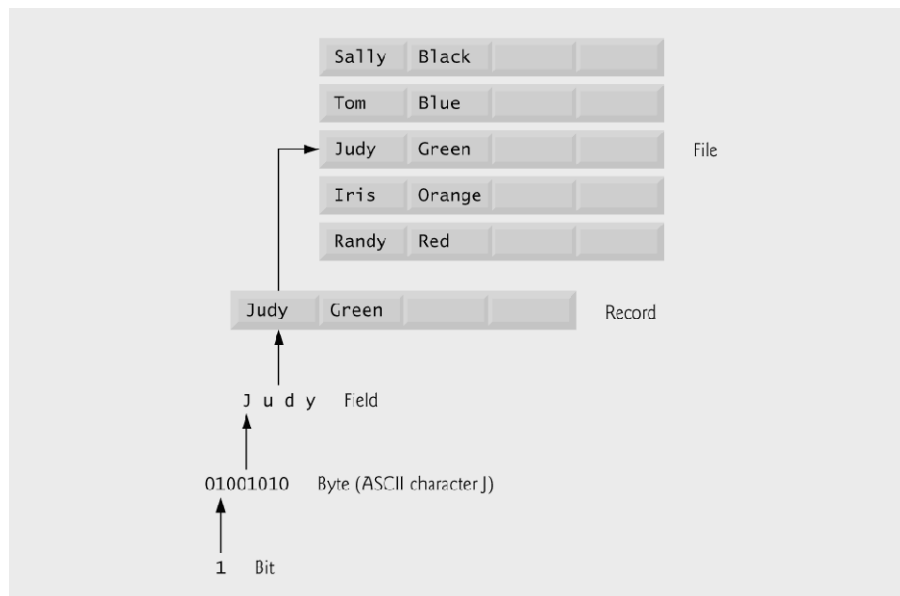 Sally Black
Tom Blue
Judy Green File
Iris Orange
Randy Red
Judy Green Record
J u d y Field
01001010 Byte (ASCII character J)
1 Bit